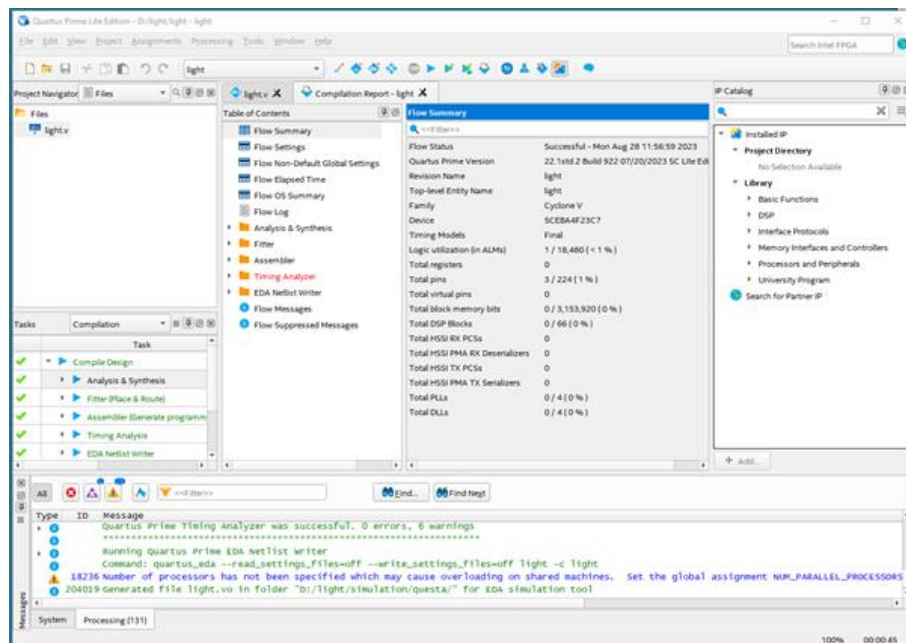 Quartus Prime Lite Edition - D:/light/light - light
File Edit View Project Assignments Processing Tools Window Help
Search Intel FPGA
light
Project Navigator Files
light.v
Compilation Report - light
IP Catalog
Files
light.v
Table of Contents
Flow Summary
Flow Settings
Flow Non-Default Global Settings
Flow Elapsed Time
Flow OS Summary
Flow Log
Analysis & Synthesis
Fitter
Assembler
Timing Analyzer
EDA Netlist Writer
Flow Messages
Flow Suppressed Messages
Flow Summary
<<Filter>>
Flow Status Successful - Mon Aug 28 11:56:59 2023
Quartus Prime Version 22.1std.2 Build 922 07/20/2023 SC Lite Edi
Revision Name light
Top-level Entity Name light
Family Cyclone V
Device 5CEBA4F23C7
Timing Models Final
Logic utilization (in ALMs) 1 / 18,480 ( < 1 % )
Total registers 0
Total pins 3 / 224 ( 1 % )
Total virtual pins 0
Total block memory bits 0 / 3,153,920 ( 0 % )
Total DSP Blocks 0 / 66 ( 0 % )
Total HSSI RX PCSs 0
Total HSSI PMA RX Deserializers 0
Total HSSI TX PCSs 0
Total HSSI PMA TX Serializers 0
Total PLLs 0 / 4 ( 0 % )
Total DLLs 0 / 4 ( 0 % )
Installed IP
Project Directory
No Selection Available
Library
Basic Functions
DSP
Interface Protocols
Memory Interfaces and Controllers
Processors and Peripherals
University Program
Search for Partner IP
+ Add...
Tasks Compilation
Task
Compile Design
Analysis & Synthesis
Fitter (Place & Route)
Assembler (Generate programm
Timing Analysis
EDA Netlist Writer
All
<<Filter>>
Find...
Find Next
Type ID Message
Quartus Prime Timing Analyzer was successful. 0 errors, 6 warnings
*******************************************************************
Running Quartus Prime EDA Netlist Writer
Command: quartus_eda --read_settings_files=off --write_settings_files=off light -c light
18236 Number of processors has not been specified which may cause overloading on shared machines. Set the global assignment NUM_PARALLEL_PROCESSORS
204019 Generated file light.vo in folder "D:/light/simulation/questa/" for EDA simulation tool
Messages
System Processing (131)
100% 00:00:45